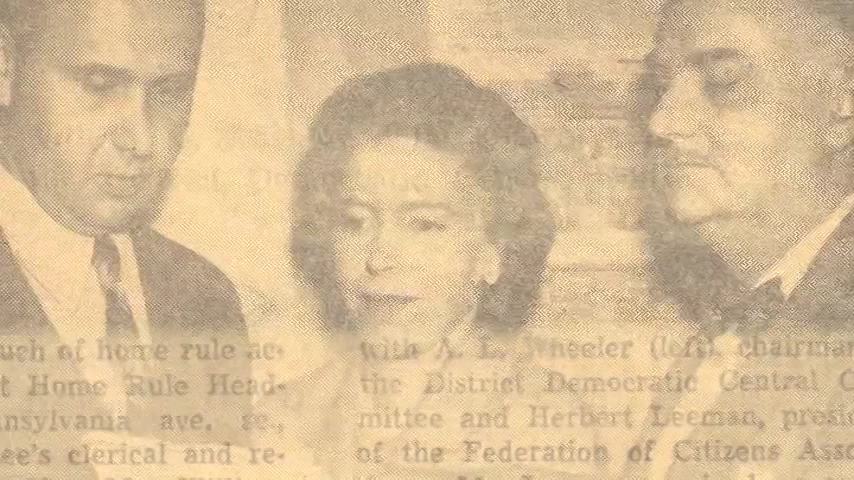 uch of home rule ac-
t Home Rule Head-
nsylvania ave. se.,
ee's clerical and re-
with A. L. Wheeler (left), chairman
the District Democratic Central C
mittee and Herbert Leeman, presi
of the Federation of Citizens Asso